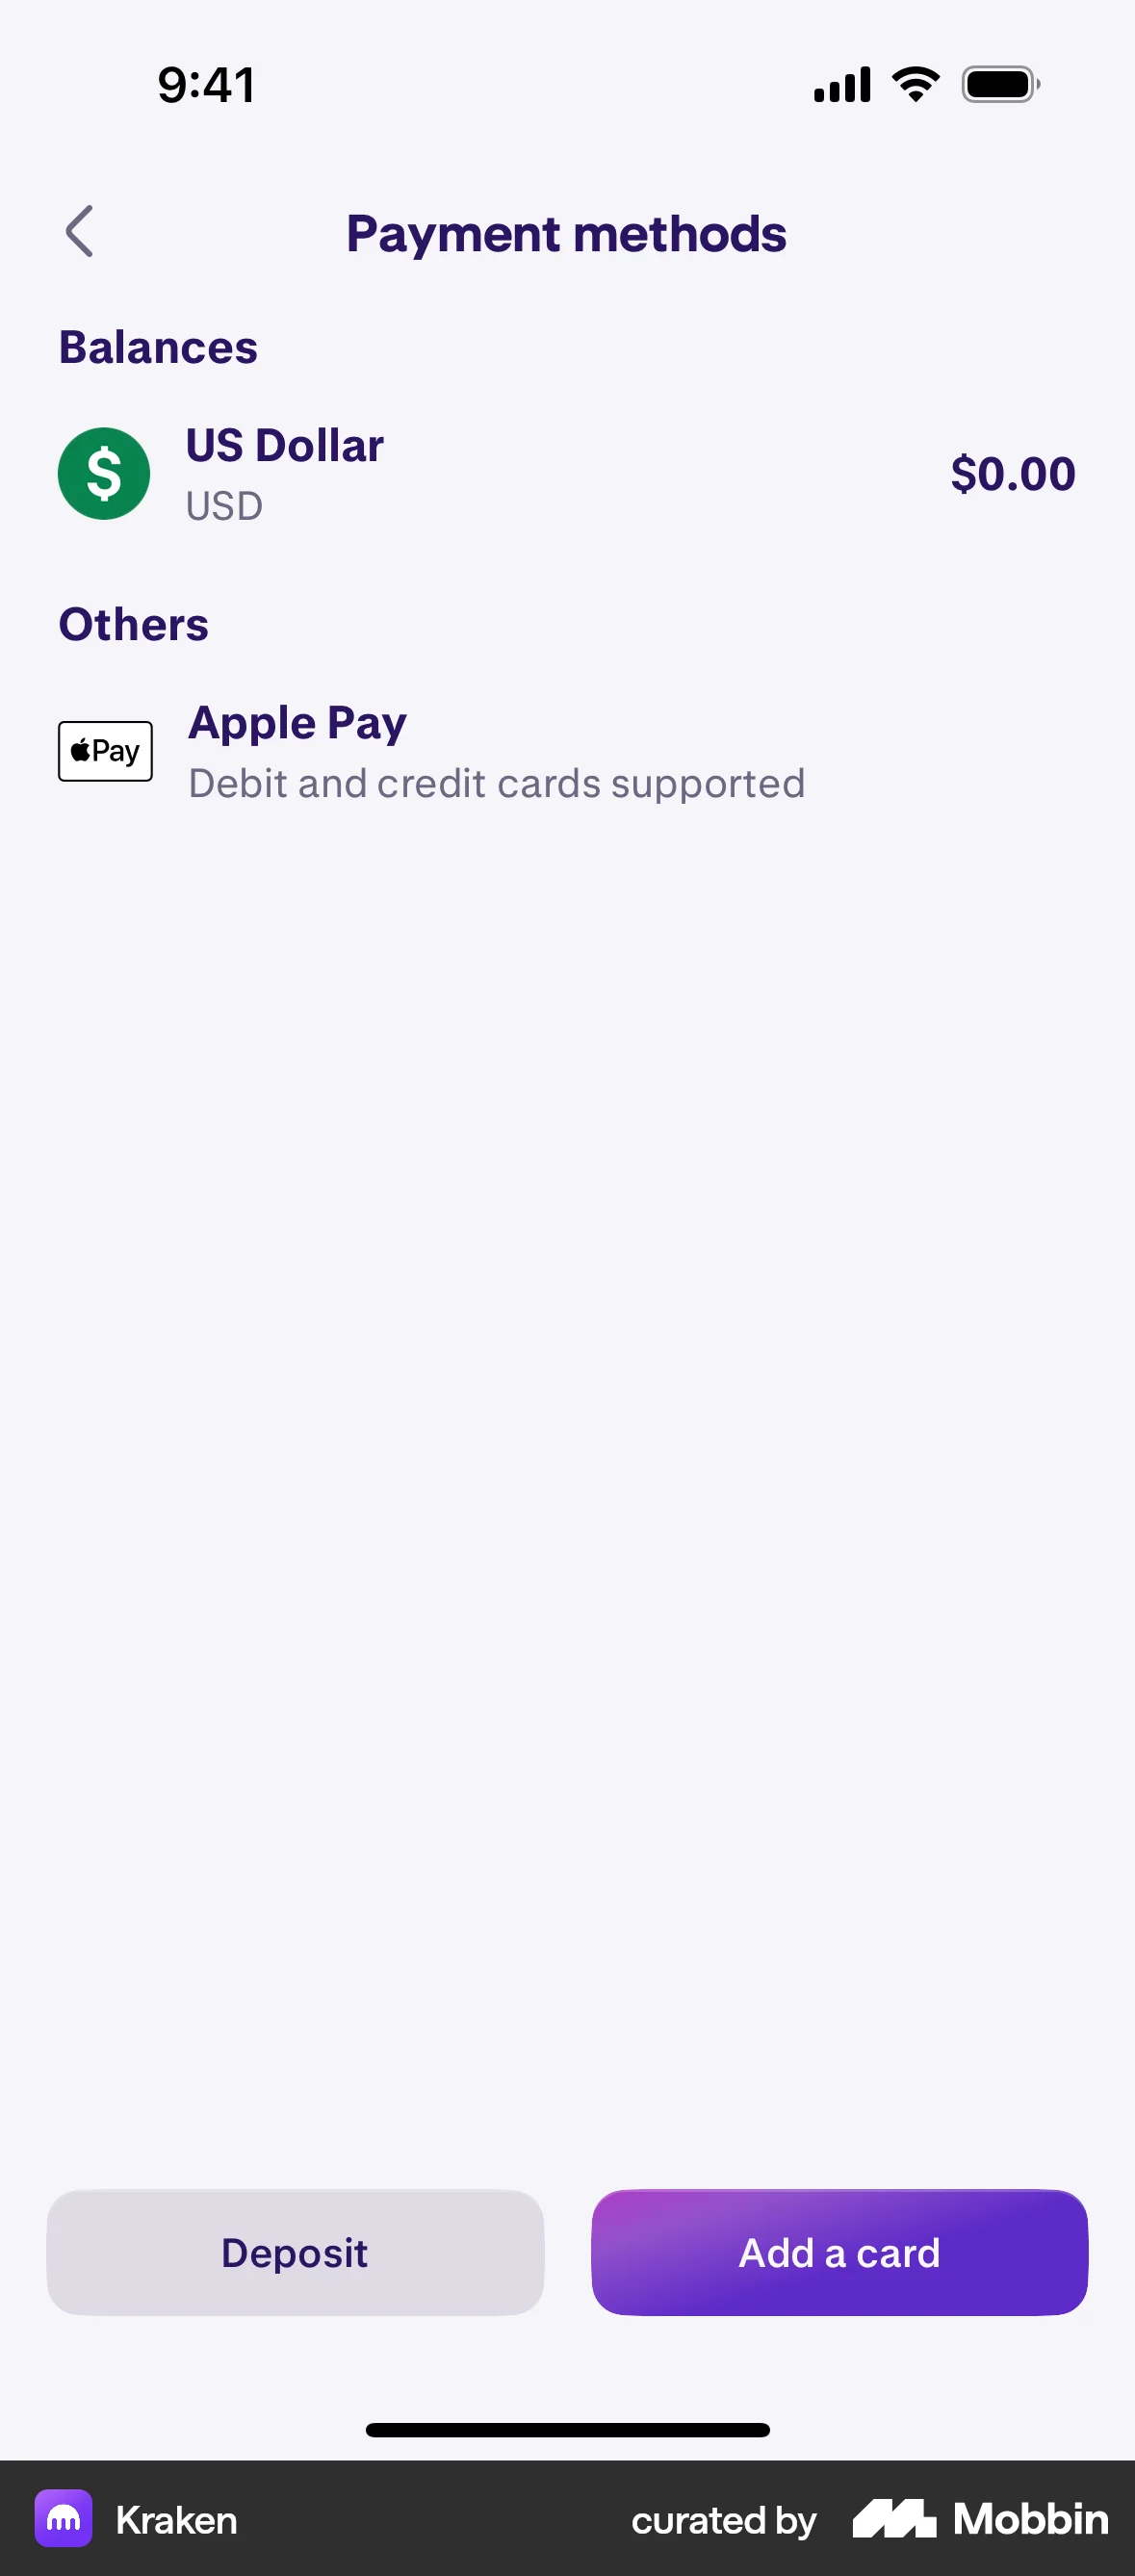 9:41
Payment methods
Balances
$
US Dollar
USD
$0.00
Others
Pay
Apple Pay
Debit and credit cards supported
Deposit
Add a card
Kraken
curated by Mobbin